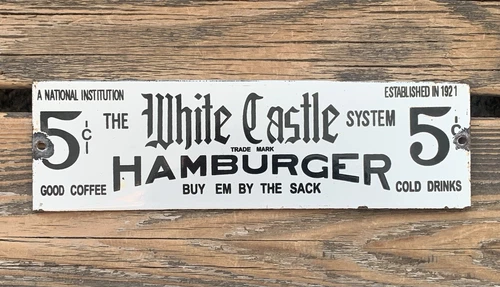 A NATIONAL INSTITUTION ESTABLISHED IN 1921
5¢ THE White Castle SYSTEM 5¢
TRADE MARK
HAMBURGER
GOOD COFFEE BUY EM BY THE SACK COLD DRINKS